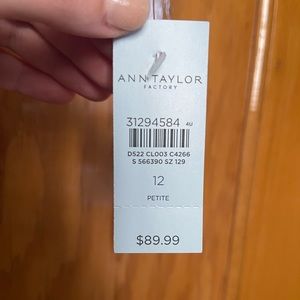 ANN TAYLOR
FACTORY
31294584 4U
D522 CL003 C4266
S 566390 SZ 129
12
PETITE
$89.99